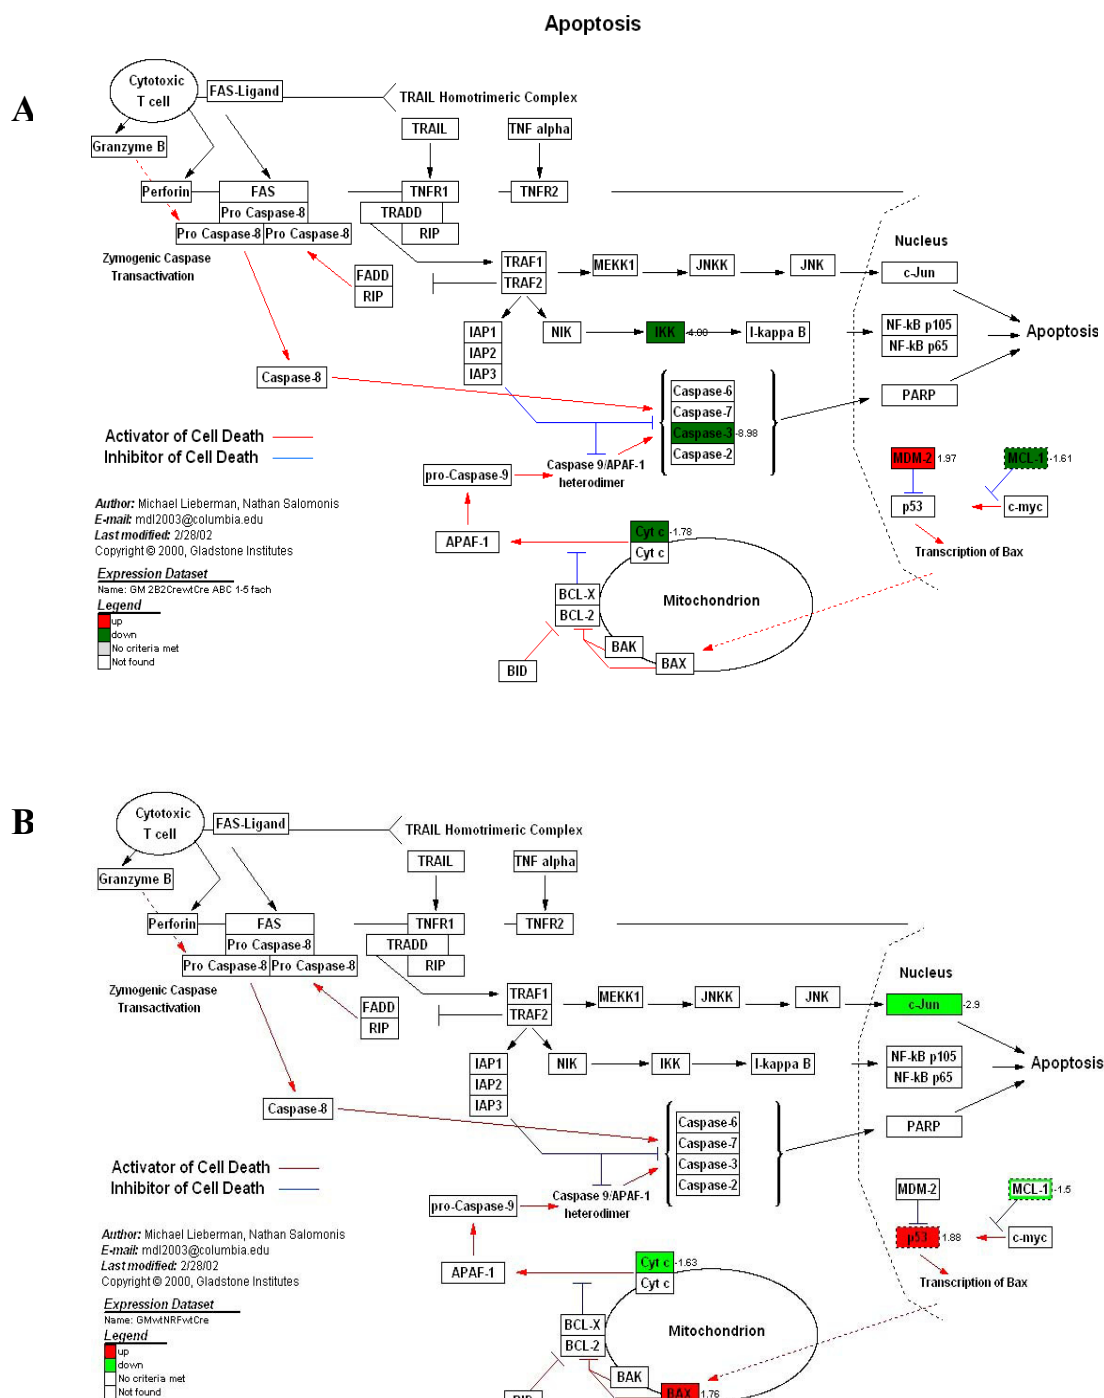 Apoptosis
A
Cytotoxic
T cell
FAS-Ligand
TRAIL Homotrimeric Complex
TRAIL
TNF alpha
Granzyme B
Perforin
FAS
TNFR1
TNFR2
Pro Caspase-8
TRADD
Pro Caspase-8
Pro Caspase-8
RIP
Zymogenic Caspase
Transactivation
Nucleus
FADD
RIP
TRAF1
TRAF2
MEKK1
JNKK
JNK
c-Jun
IAP1
IAP2
IAP3
NIK
IKK
-4.08
I-kappa B
NF-kB p105
NF-kB p65
Apoptosis
Caspase-8
Caspase-6
Caspase-7
Caspase-3
-8.98
Caspase-2
PARP
Activator of Cell Death
Inhibitor of Cell Death
pro-Caspase-9
Caspase 9/APAF-1
heterodimer
MDM-2
1.97
MCL-1
-1.61
p53
c-myc
Author: Michael Lieberman, Nathan Salomonis
E-mail: mdl2003@columbia.edu
Last modified: 2/28/02
Copyright © 2000, Gladstone Institutes
APAF-1
Cyt c
-1.78
Cyt c
Transcription of Bax
Expression Dataset
Name: GM 2B2CrewtCre ABC 1-5 fach
Legend
up
down
No criteria met
Not found
BCL-X
BCL-2
Mitochondrion
BAK
BAX
BID
B
Cytotoxic
T cell
FAS-Ligand
TRAIL Homotrimeric Complex
TRAIL
TNF alpha
Granzyme B
Perforin
FAS
TNFR1
TNFR2
Pro Caspase-8
TRADD
Pro Caspase-8
Pro Caspase-8
RIP
Zymogenic Caspase
Transactivation
Nucleus
FADD
RIP
TRAF1
TRAF2
MEKK1
JNKK
JNK
c-Jun
-2.9
IAP1
IAP2
IAP3
NIK
IKK
I-kappa B
NF-kB p105
NF-kB p65
Apoptosis
Caspase-8
Caspase-6
Caspase-7
Caspase-3
Caspase-2
PARP
Activator of Cell Death
Inhibitor of Cell Death
pro-Caspase-9
Caspase 9/APAF-1
heterodimer
MDM-2
MCL-1
-1.5
p53
1.88
c-myc
Author: Michael Lieberman, Nathan Salomonis
E-mail: mdl2003@columbia.edu
Last modified: 2/28/02
Copyright © 2000, Gladstone Institutes
APAF-1
Cyt c
-1.63
Cyt c
Transcription of Bax
Expression Dataset
Name: GMwtNRFwtCre
Legend
up
down
No criteria met
Not found
BCL-X
BCL-2
Mitochondrion
BAK
BAX
1.76